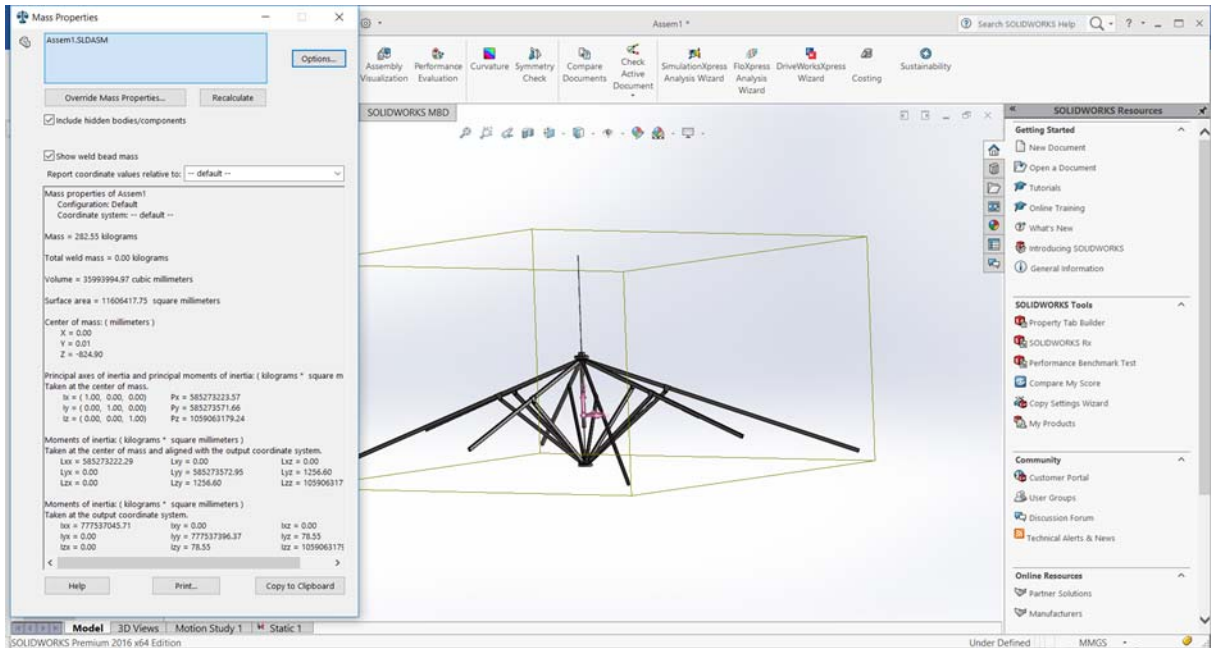 Mass Properties
Assem1.SLDASM
Options...
Override Mass Properties...
Recalculate
Include hidden bodies/components
Show weld bead mass
Report coordinate values relative to:
-- default --
Mass properties of Assem1
Configuration: Default
Coordinate system: -- default --
Mass = 282.55 kilograms
Total weld mass = 0.00 kilograms
Volume = 35993994.97 cubic millimeters
Surface area = 11606417.75 square millimeters
Center of mass: ( millimeters )
X = 0.00
Y = 0.01
Z = -824.90
Principal axes of inertia and principal moments of inertia: ( kilograms * square m
Taken at the center of mass.
Ix = ( 1.00, 0.00, 0.00) Px = 585273223.57
Iy = ( 0.00, 1.00, 0.00) Py = 585273571.66
Iz = ( 0.00, 0.00, 1.00) Pz = 1059063179.24
Moments of inertia: ( kilograms * square millimeters )
Taken at the center of mass and aligned with the output coordinate system.
Lxx = 585273222.29 Lxy = 0.00 Lxz = 0.00
Lyx = 0.00 Lyy = 585273572.95 Lyz = 1256.60
Lzx = 0.00 Lzy = 1256.60 Lzz = 105906317
Moments of inertia: ( kilograms * square millimeters )
Taken at the output coordinate system.
Ixx = 777537045.71 Ixy = 0.00 Ixz = 0.00
Iyx = 0.00 Iyy = 777537396.37 Iyz = 78.55
Izx = 0.00 Izy = 78.55 Izz = 1059063179
Help
Print...
Copy to Clipboard
Assem1 *
Search SOLIDWORKS Help
Assembly Visualization
Performance Evaluation
Curvature
Symmetry Check
Compare Documents
Check Active Document
SimulationXpress Analysis Wizard
FloXpress Analysis Wizard
DriveWorksXpress Wizard
Costing
Sustainability
SOLIDWORKS MBD
SOLIDWORKS Resources
Getting Started
New Document
Open a Document
Tutorials
Online Training
What's New
Introducing SOLIDWORKS
General Information
SOLIDWORKS Tools
Property Tab Builder
SOLIDWORKS Rx
Performance Benchmark Test
Compare My Score
Copy Settings Wizard
My Products
Community
Customer Portal
User Groups
Discussion Forum
Technical Alerts & News
Online Resources
Partner Solutions
Manufacturers
Model
3D Views
Motion Study 1
Static 1
SOLIDWORKS Premium 2016 x64 Edition
Under Defined
MMGS